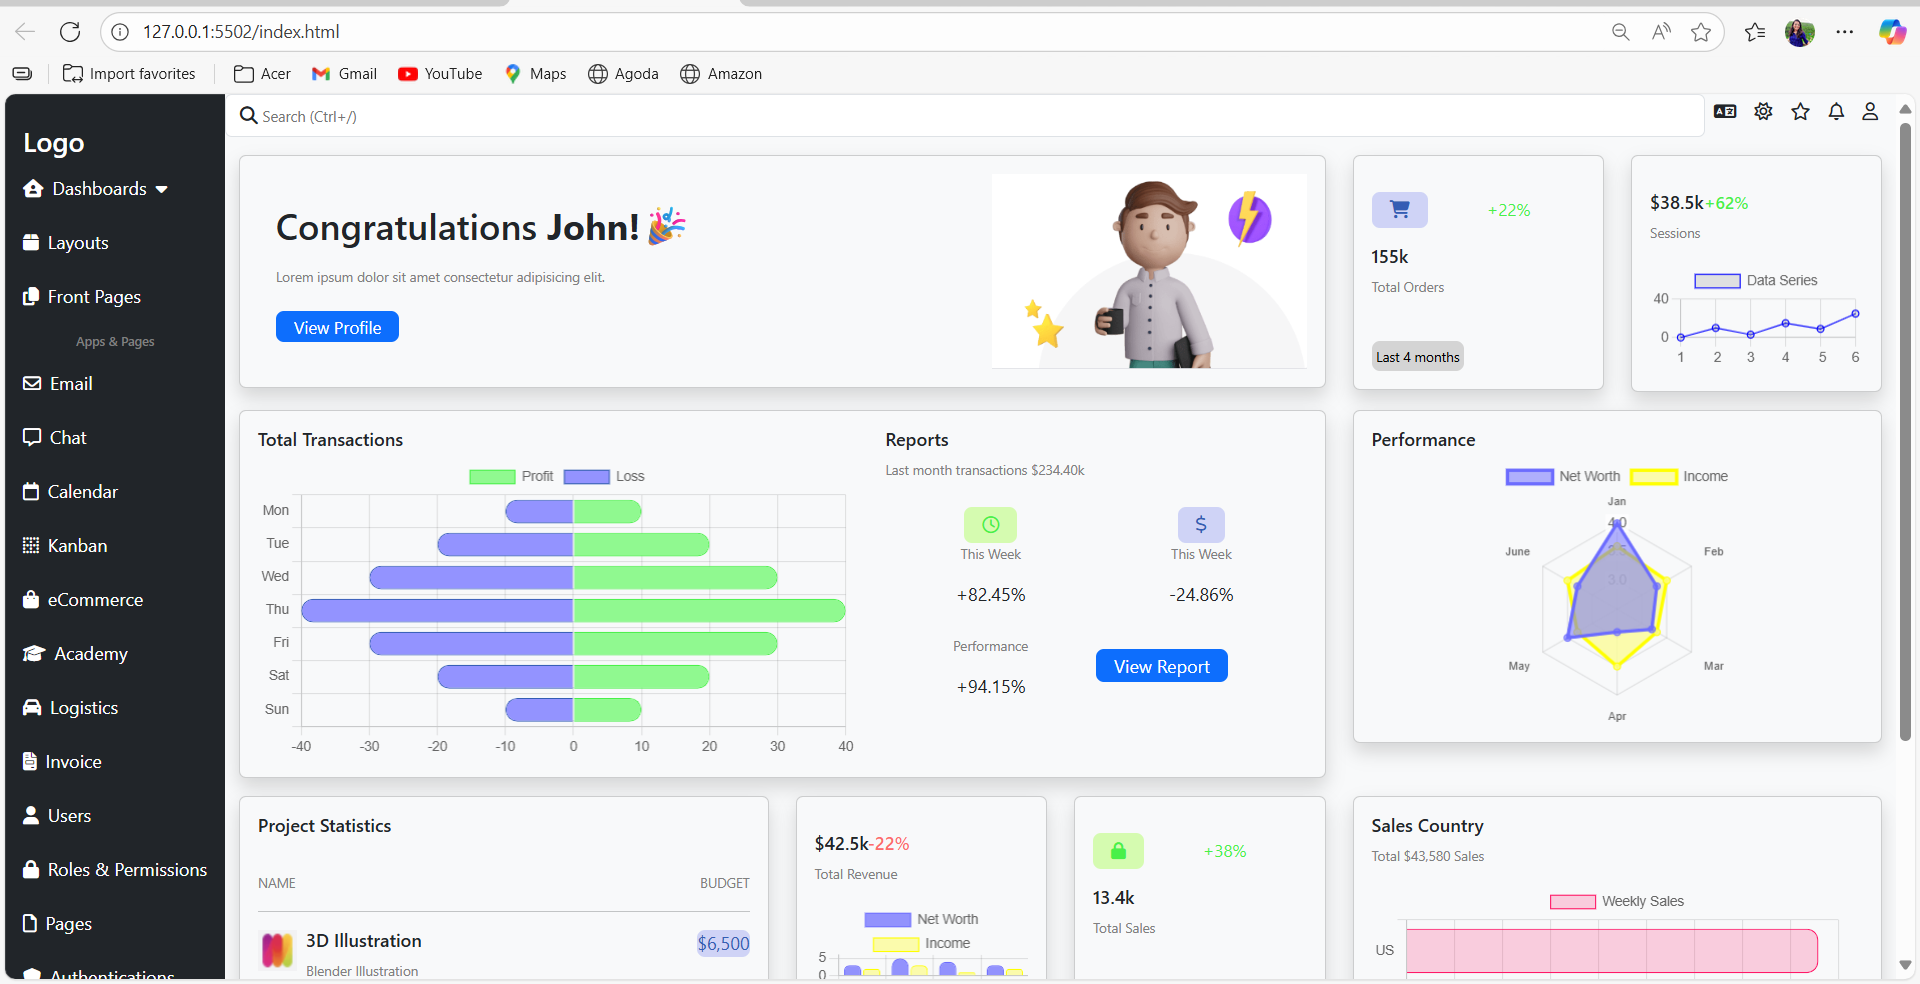 127.0.0.1:5502/index.html
Import favorites
Acer
Gmail
YouTube
Maps
Agoda
Amazon
Logo
Dashboards
Layouts
Front Pages
Apps & Pages
Email
Chat
Calendar
Kanban
eCommerce
Academy
Logistics
Invoice
Users
Roles & Permissions
Pages
Authentications
Search (Ctrl+/)
Congratulations John!
Lorem ipsum dolor sit amet consectetur adipisicing elit.
View Profile
+22%
155k
Total Orders
Last 4 months
$38.5k+62%
Sessions
Data Series
40
0
1 2 3 4 5 6
Total Transactions
Profit Loss
Mon
Tue
Wed
Thu
Fri
Sat
Sun
-40 -30 -20 -10 0 10 20 30 40
Reports
Last month transactions $234.40k
This Week
+82.45%
This Week
-24.86%
Performance
+94.15%
View Report
Performance
Net Worth Income
Jan
4.0
3.0
June Feb
May Mar
Apr
Project Statistics
NAME BUDGET
3D Illustration
$6,500
Blender Illustration
$42.5k-22%
Total Revenue
Net Worth
Income
5
0
+38%
13.4k
Total Sales
Sales Country
Total $43,580 Sales
Weekly Sales
US